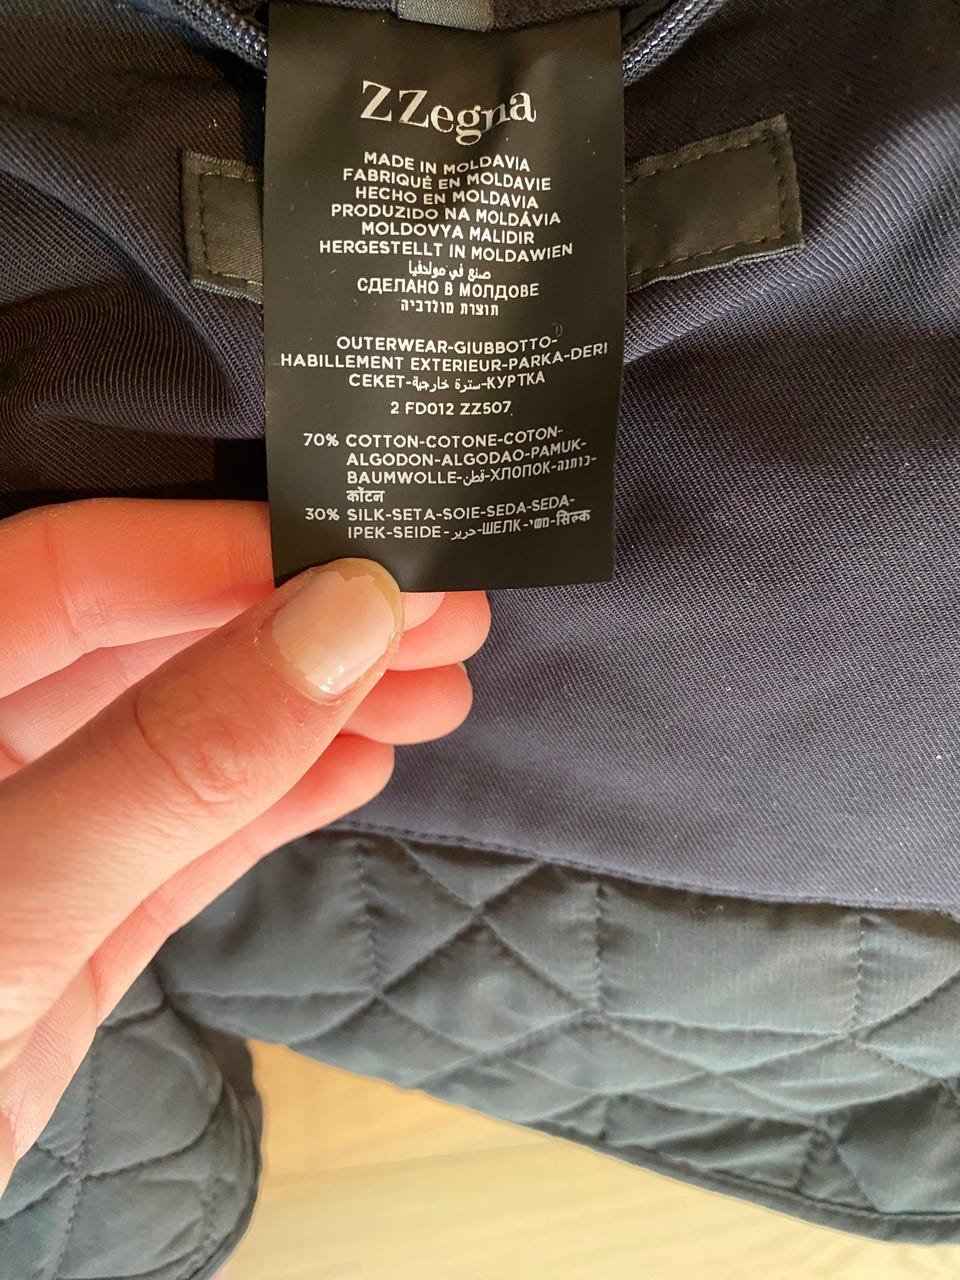 ZZegna
MADE IN MOLDAVIA
FABRIQUÉ EN MOLDAVIE
HECHO EN MOLDAVIA
PRODUZIDO NA MOLDÁVIA
MOLDOVYA MALIDIR
HERGESTELLT IN MOLDAWIEN
صنع في مولدفيا
СДЕЛАНО В МОЛДОВЕ
תוצרת מולדביה
OUTERWEAR-GIUBBOTTO-
HABILLEMENT EXTERIEUR-PARKA-DERI
CEKET-سترة خارجية-КУРТКА
2 FD012 ZZ507
70% COTTON-COTONE-COTON-
ALGODON-ALGODAO-PAMUK-
BAUMWOLLE-قطن-ХЛОПОК-כותנה-
कॉटन
30% SILK-SETA-SOIE-SEDA-SEDA-
IPEK-SEIDE-حرير-ШЕЛК-משי-सिल्क